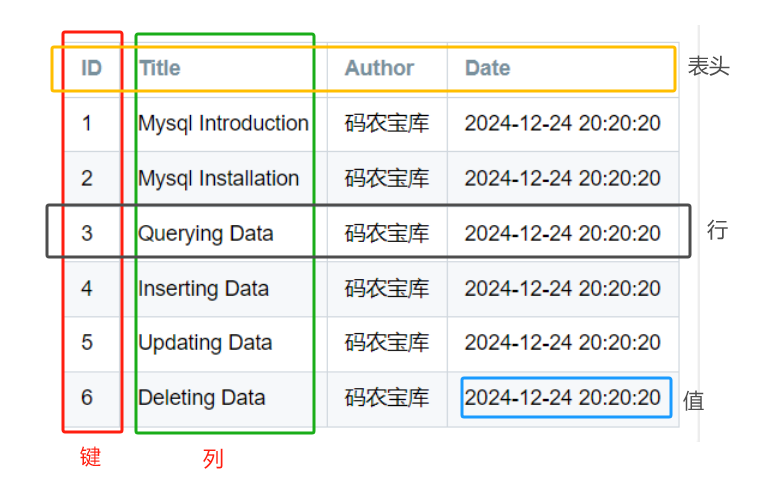 ID Title Author Date 表头
1 Mysql Introduction 码农宝库 2024-12-24 20:20:20
2 Mysql Installation 码农宝库 2024-12-24 20:20:20
3 Querying Data 码农宝库 2024-12-24 20:20:20 行
4 Inserting Data 码农宝库 2024-12-24 20:20:20
5 Updating Data 码农宝库 2024-12-24 20:20:20
6 Deleting Data 码农宝库 2024-12-24 20:20:20 值
键 列